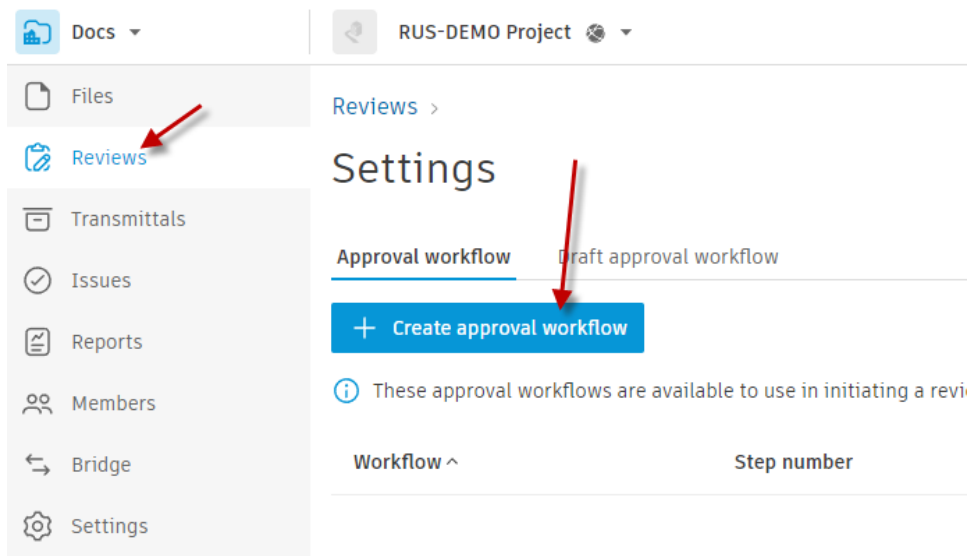 Docs
RUS-DEMO Project
Files
Reviews
Transmittals
Issues
Reports
Members
Bridge
Settings
Reviews >
Settings
Approval workflow
Draft approval workflow
+ Create approval workflow
These approval workflows are available to use in initiating a
Workflow
Step number